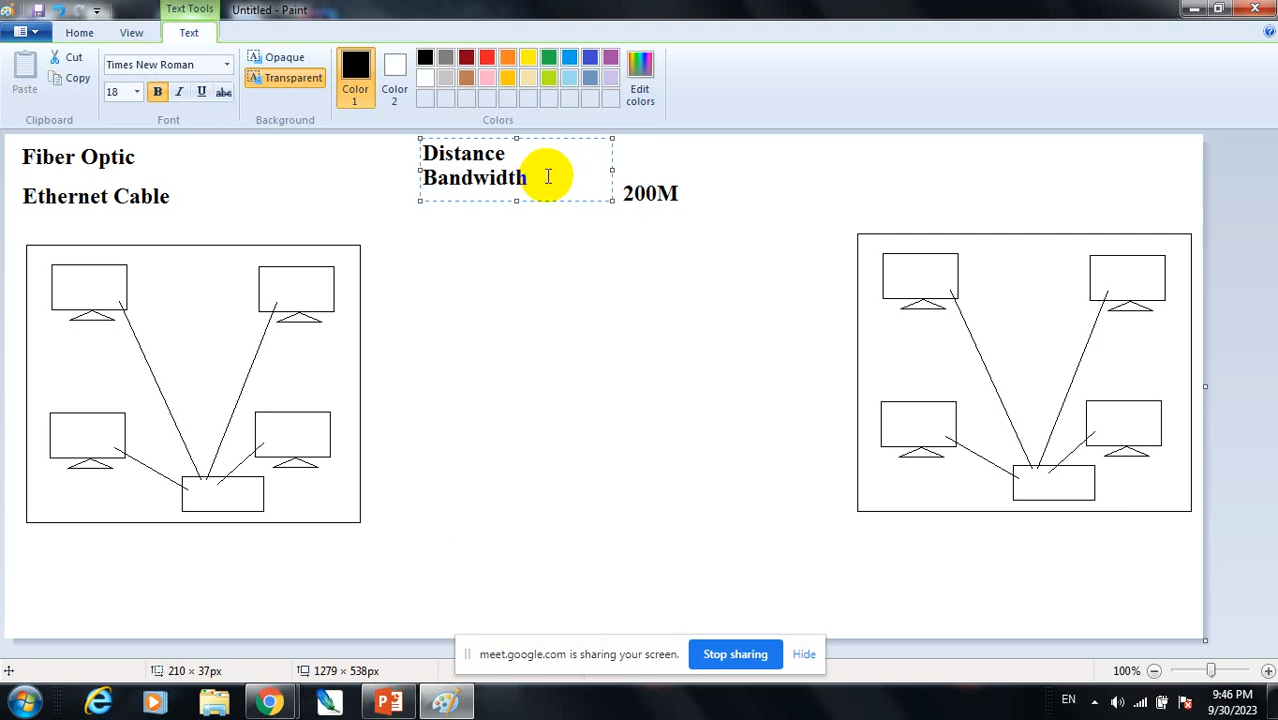 Text Tools
Untitled - Paint
Home
View
Text
Paste
Cut
Copy
Clipboard
Times New Roman
18
B I U abc
Font
Opaque
Transparent
Background
Color 1
Color 2
Edit colors
Colors
Fiber Optic
Ethernet Cable
Distance
Bandwidth
200M
meet.google.com is sharing your screen.
Stop sharing
Hide
210 × 37px
1279 × 538px
100%
EN
9:46 PM
9/30/2023